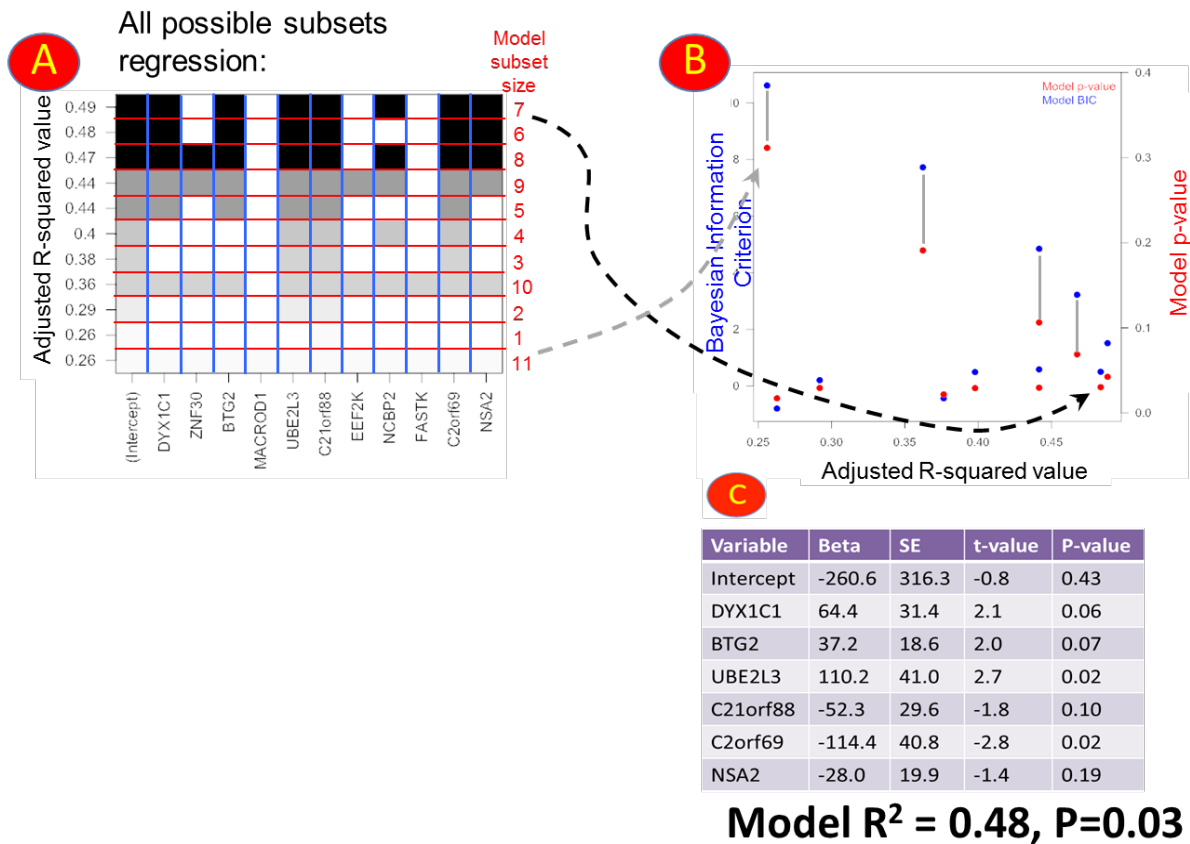 A
All possible subsets
regression:
Model
subset
size
Adjusted R-squared value
0.49
0.48
0.47
0.44
0.44
0.4
0.38
0.36
0.29
0.26
0.26
7
6
8
9
5
4
3
10
2
1
11
(Intercept)
DYX1C1
ZNF30
BTG2
MACROD1
UBE2L3
C21orf88
EEF2K
NCBP2
FASTK
C2orf69
NSA2
B
Model p-value
Model BIC
Bayesian Information
Criterion
10
8
2
0
0.4
0.3
0.2
0.1
0.0
Model p-value
0.25 0.30 0.35 0.40 0.45
Adjusted R-squared value
C
Variable Beta SE t-value P-value
Intercept -260.6 316.3 -0.8 0.43
DYX1C1 64.4 31.4 2.1 0.06
BTG2 37.2 18.6 2.0 0.07
UBE2L3 110.2 41.0 2.7 0.02
C21orf88 -52.3 29.6 -1.8 0.10
C2orf69 -114.4 40.8 -2.8 0.02
NSA2 -28.0 19.9 -1.4 0.19
Model R² = 0.48, P=0.03